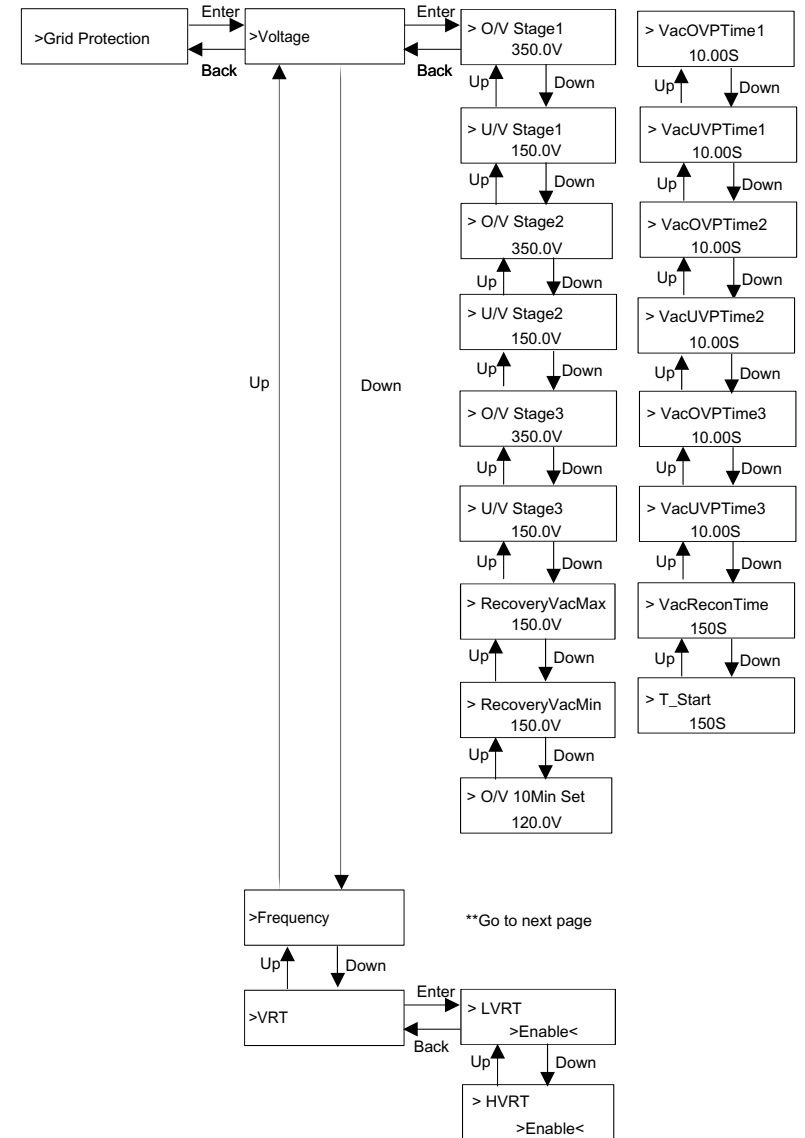 >Grid Protection
Enter
Back
>Voltage
Enter
Back
> O/V Stage1
350.0V
Up
Down
> U/V Stage1
150.0V
Up
Down
> O/V Stage2
350.0V
Up
Down
> U/V Stage2
150.0V
Up
Down
> O/V Stage3
350.0V
Up
Down
> U/V Stage3
150.0V
Up
Down
> RecoveryVacMax
150.0V
Up
Down
> RecoveryVacMin
150.0V
Up
Down
> O/V 10Min Set
120.0V
> VacOVPTime1
10.00S
Up
Down
> VacUVPTime1
10.00S
Up
Down
> VacOVPTime2
10.00S
Up
Down
> VacUVPTime2
10.00S
Up
Down
> VacOVPTime3
10.00S
Up
Down
> VacUVPTime3
10.00S
Up
Down
> VacReconTime
150S
Up
Down
> T_Start
150S
Up
Down
>Frequency
**Go to next page
Up
Down
>VRT
Enter
Back
> LVRT
>Enable<
Up
Down
> HVRT
>Enable<